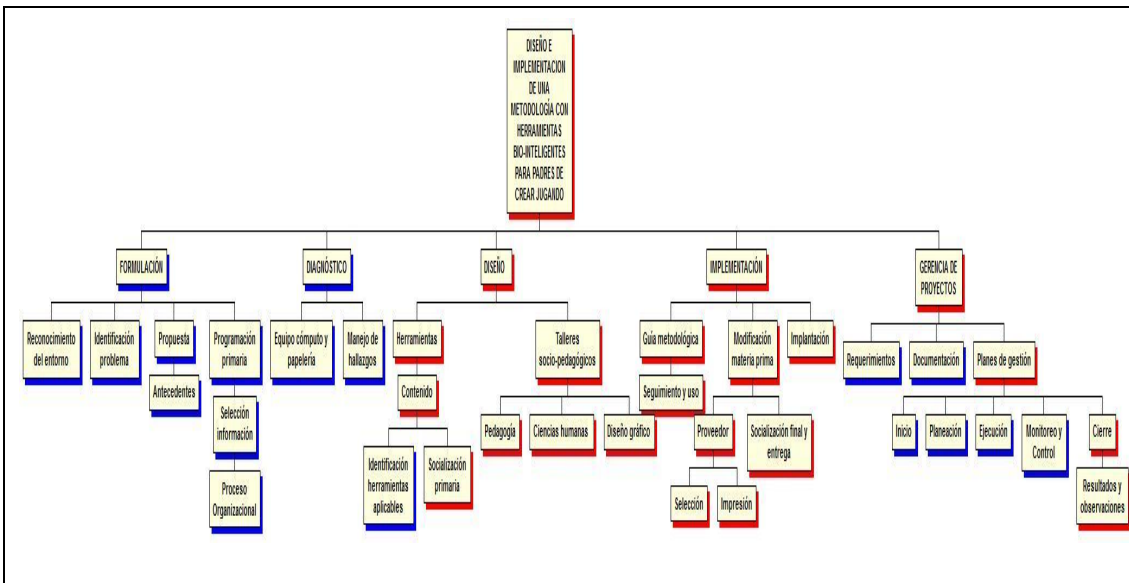 DISEÑO E
IMPLEMENTACION
DE UNA
METODOLOGÍA CON
HERRAMIENTAS
BIO-INTELIGENTES
PARA PADRES DE
CREAR JUGANDO
FORMULACIÓN
DIAGNÓSTICO
DISEÑO
IMPLEMENTACIÓN
GERENCIA DE
PROYECTOS
Reconocimiento
del entorno
Identificación
problema
Propuesta
Antecedentes
Programación
primaria
Selección
información
Proceso
Organizacional
Equipo cómputo y
papelería
Manejo de
hallazgos
Herramientas
Contenido
Identificación
herramientas
aplicables
Socialización
primaria
Talleres
socio-pedagógicos
Pedagogía
Ciencias humanas
Diseño gráfico
Guía metodológica
Seguimiento y uso
Modificación
materia prima
Proveedor
Selección
Impresión
Socialización final y
entrega
Implantación
Requerimientos
Documentación
Planes de gestión
Inicio
Planeación
Ejecución
Monitoreo y
Control
Cierre
Resultados y
observaciones